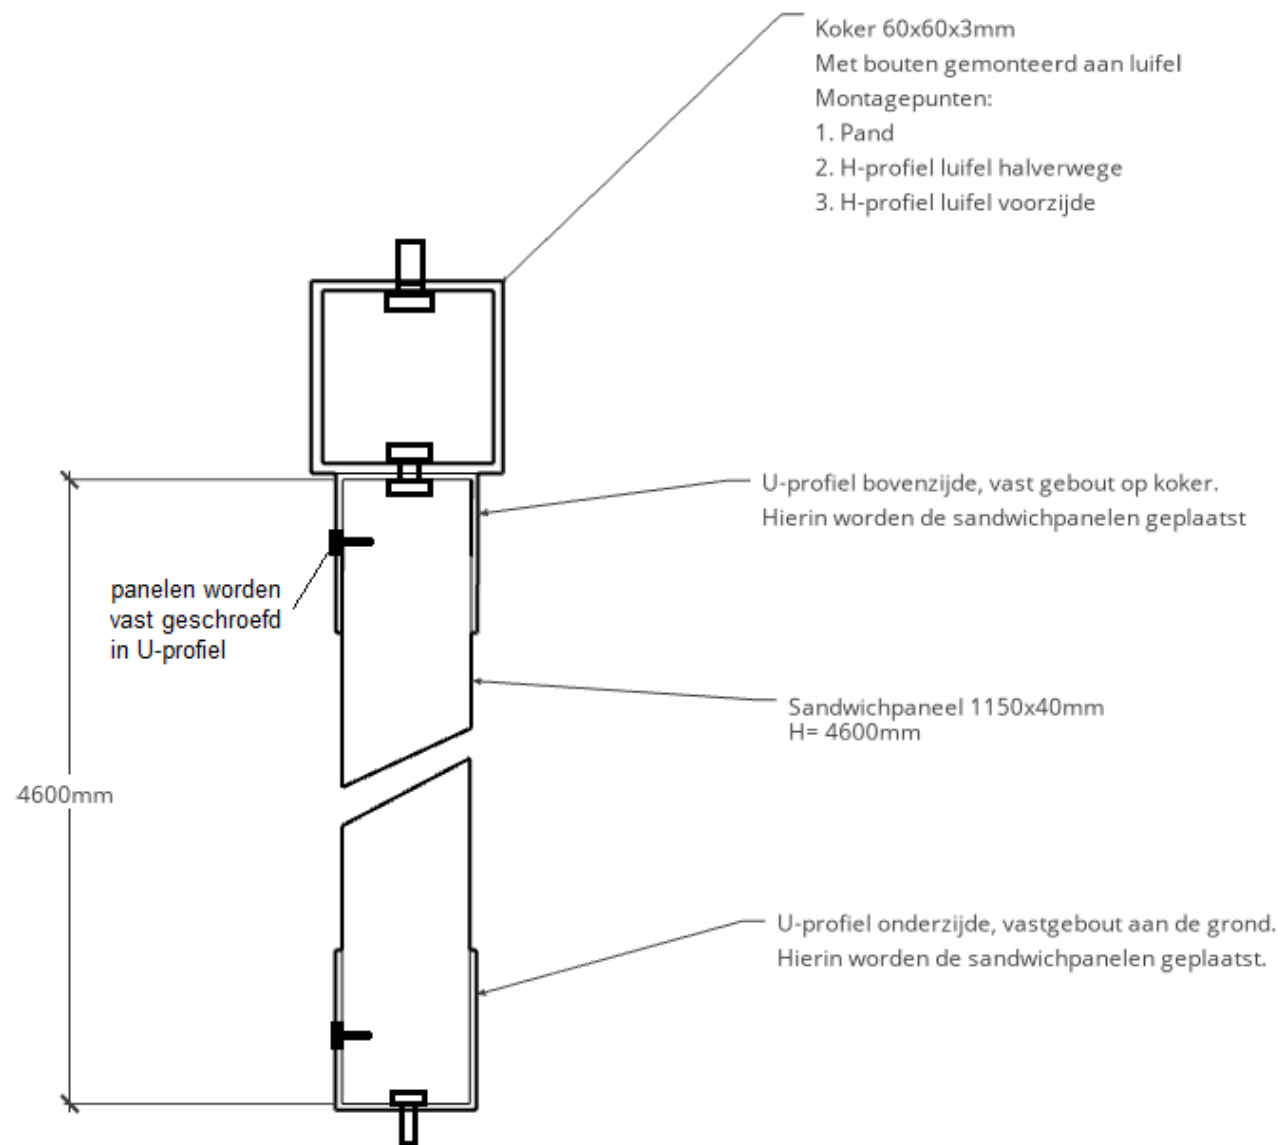 Koker 60x60x3mm
Met bouten gemonteerd aan luifel
Montagepunten:
1. Pand
2. H-profiel luifel halverwege
3. H-profiel luifel voorzijde
U-profiel bovenzijde, vast gebout op koker.
Hierin worden de sandwichpanelen geplaatst
panelen worden
vast geschroefd
in U-profiel
Sandwichpaneel 1150x40mm
H= 4600mm
4600mm
U-profiel onderzijde, vastgebout aan de grond.
Hierin worden de sandwichpanelen geplaatst.